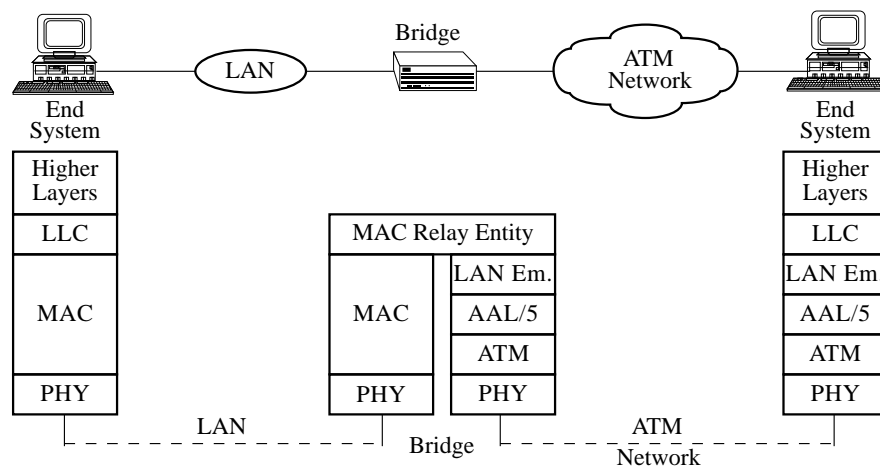 Bridge
LAN
ATM
Network
End
System
End
System
Higher
Layers
LLC
MAC
PHY
MAC Relay Entity
MAC
PHY
LAN Em.
AAL/5
ATM
PHY
Higher
Layers
LLC
LAN Em
AAL/5
ATM
PHY
LAN
Bridge
ATM
Network